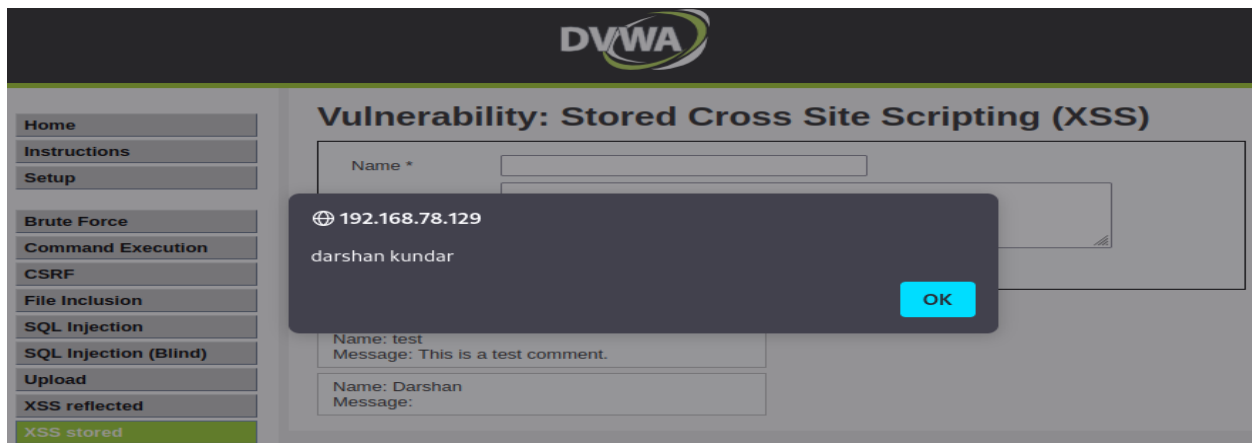 DVWA
Home
Instructions
Setup
Brute Force
Command Execution
CSRF
File Inclusion
SQL Injection
SQL Injection (Blind)
Upload
XSS reflected
XSS stored
Vulnerability: Stored Cross Site Scripting (XSS)
Name *
192.168.78.129
darshan kundar
OK
Name: test
Message: This is a test comment.
Name: Darshan
Message: